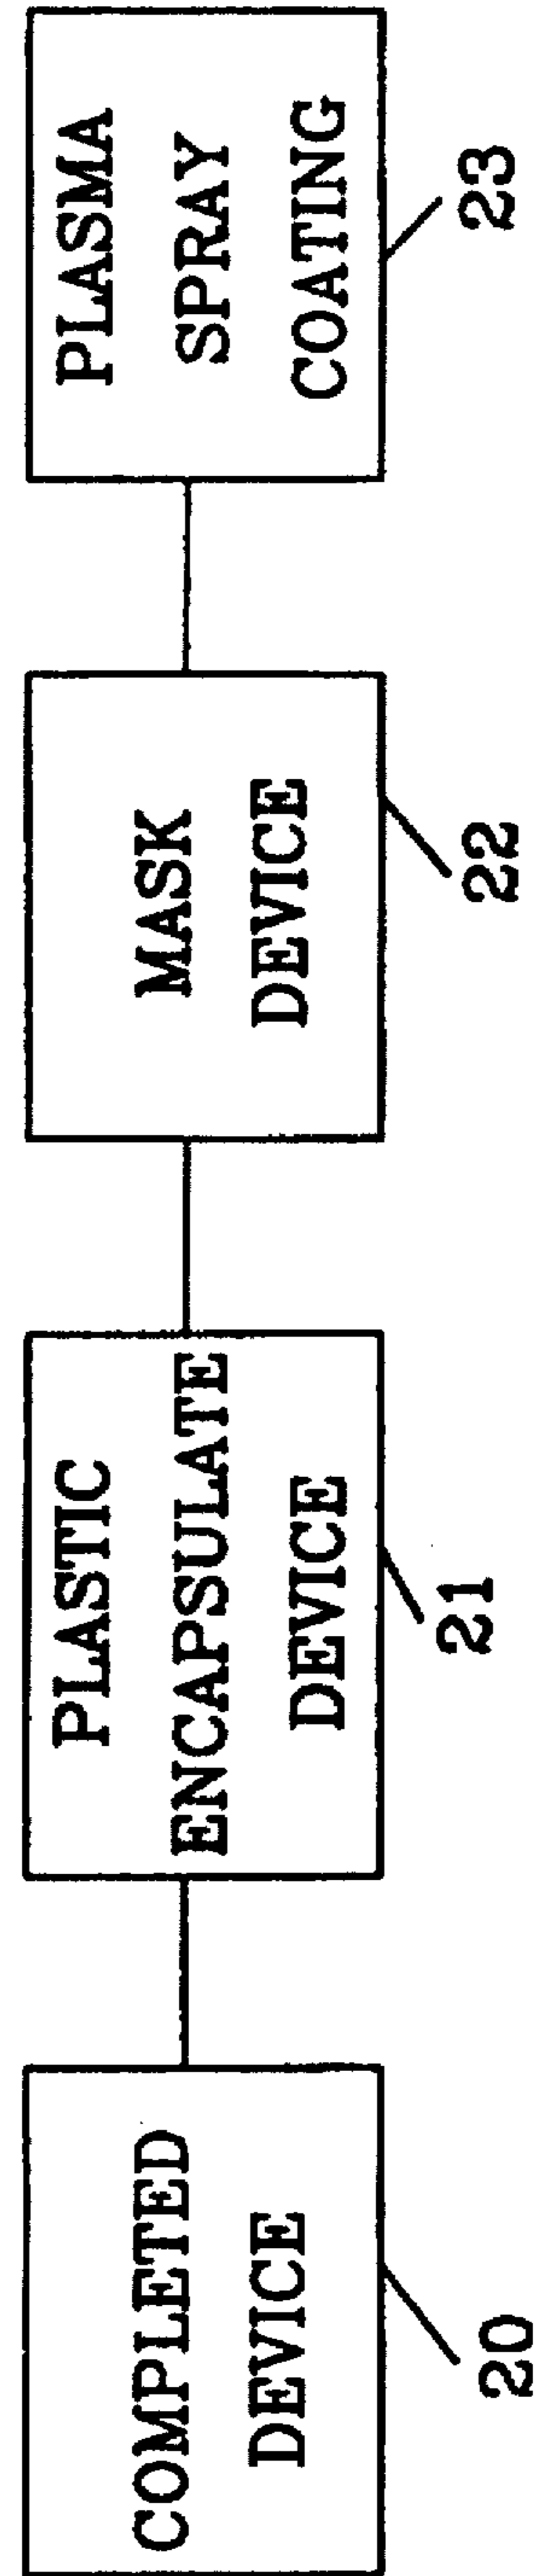 COMPLETED
DEVICE
20
PLASTIC
ENCAPSULATE
DEVICE
21
MASK
DEVICE
22
PLASMA
SPRAY
COATING
23